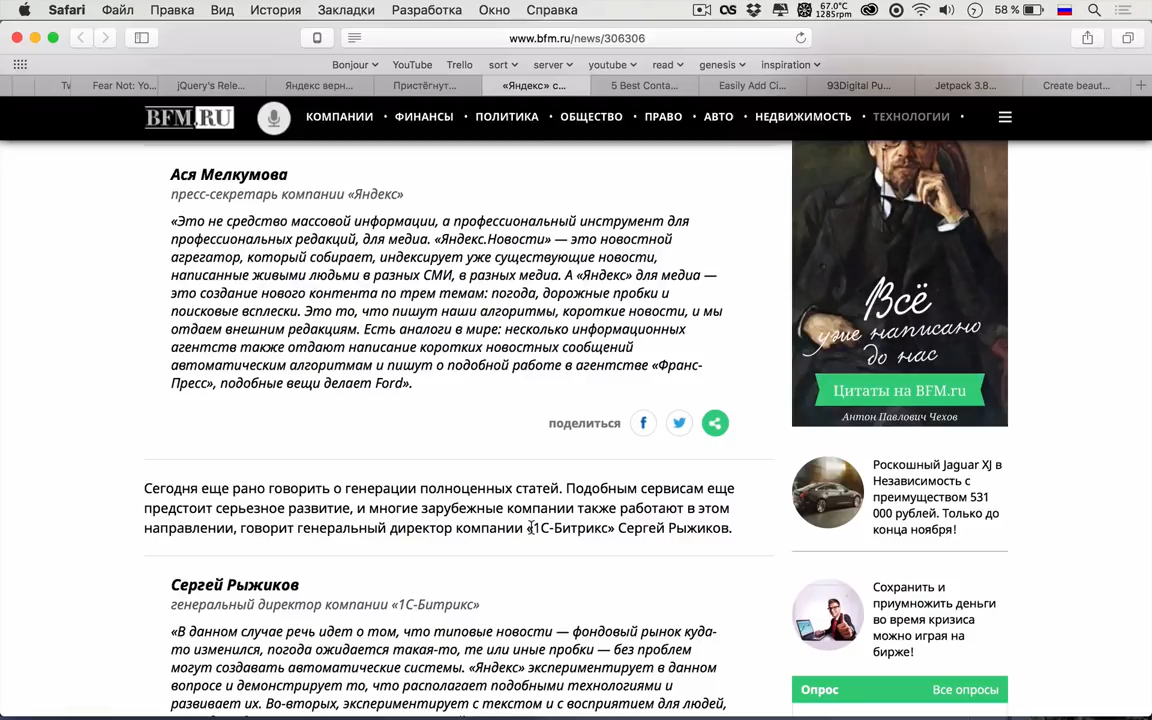 Safari Файл Правка Вид История Закладки Разработка Окно Справка 67.0°C 1285rpm 58 %
www.bfm.ru/news/306306
Bonjour YouTube Trello sort server youtube read genesis inspiration
Tv Fear Not: Yo... jQuery's Rele... Яндекс верн... Пристёгнут... «Яндекс» с... 5 Best Conta... Easily Add Ci... 93Digital Pu... Jetpack 3.8... Create beaut...
BFM.RU КОМПАНИИ • ФИНАНСЫ • ПОЛИТИКА • ОБЩЕСТВО • ПРАВО • АВТО • НЕДВИЖИМОСТЬ • ТЕХНОЛОГИИ •
Ася Мелкумова
пресс-секретарь компании «Яндекс»
«Это не средство массовой информации, а профессиональный инструмент для
профессиональных редакций, для медиа. «Яндекс.Новости» — это новостной
агрегатор, который собирает, индексирует уже существующие новости,
написанные живыми людьми в разных СМИ, в разных медиа. А «Яндекс» для медиа —
это создание нового контента по трем темам: погода, дорожные пробки и
поисковые всплески. Это то, что пишут наши алгоритмы, короткие новости, и мы
отдаем внешним редакциям. Есть аналоги в мире: несколько информационных
агентств также отдают написание коротких новостных сообщений
автоматическим алгоритмам и пишут о подобной работе в агентстве «Франс-
Пресс», подобные вещи делает Ford».
поделиться
Сегодня еще рано говорить о генерации полноценных статей. Подобным сервисам еще
предстоит серьезное развитие, и многие зарубежные компании также работают в этом
направлении, говорит генеральный директор компании «1С-Битрикс» Сергей Рыжиков.
Сергей Рыжиков
генеральный директор компании «1С-Битрикс»
«В данном случае речь идет о том, что типовые новости — фондовый рынок куда-
то изменился, погода ожидается такая-то, те или иные пробки — без проблем
могут создавать автоматические системы. «Яндекс» экспериментирует в данном
вопросе и демонстрирует то, что располагает подобными технологиями и
развивает их. Во-вторых, экспериментирует с текстом и с восприятием для людей,
Всё
уже написано
до нас
Цитаты на BFM.ru
Антон Павлович Чехов
Роскошный Jaguar XJ в
Независимость с
преимуществом 531
000 рублей. Только до
конца ноября!
Сохранить и
приумножить деньги
во время кризиса
можно играя на
бирже!
Опрос Все опросы